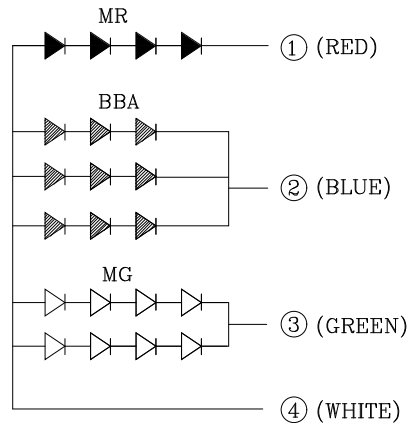 MR
① (RED)
BBA
② (BLUE)
MG
③ (GREEN)
④ (WHITE)